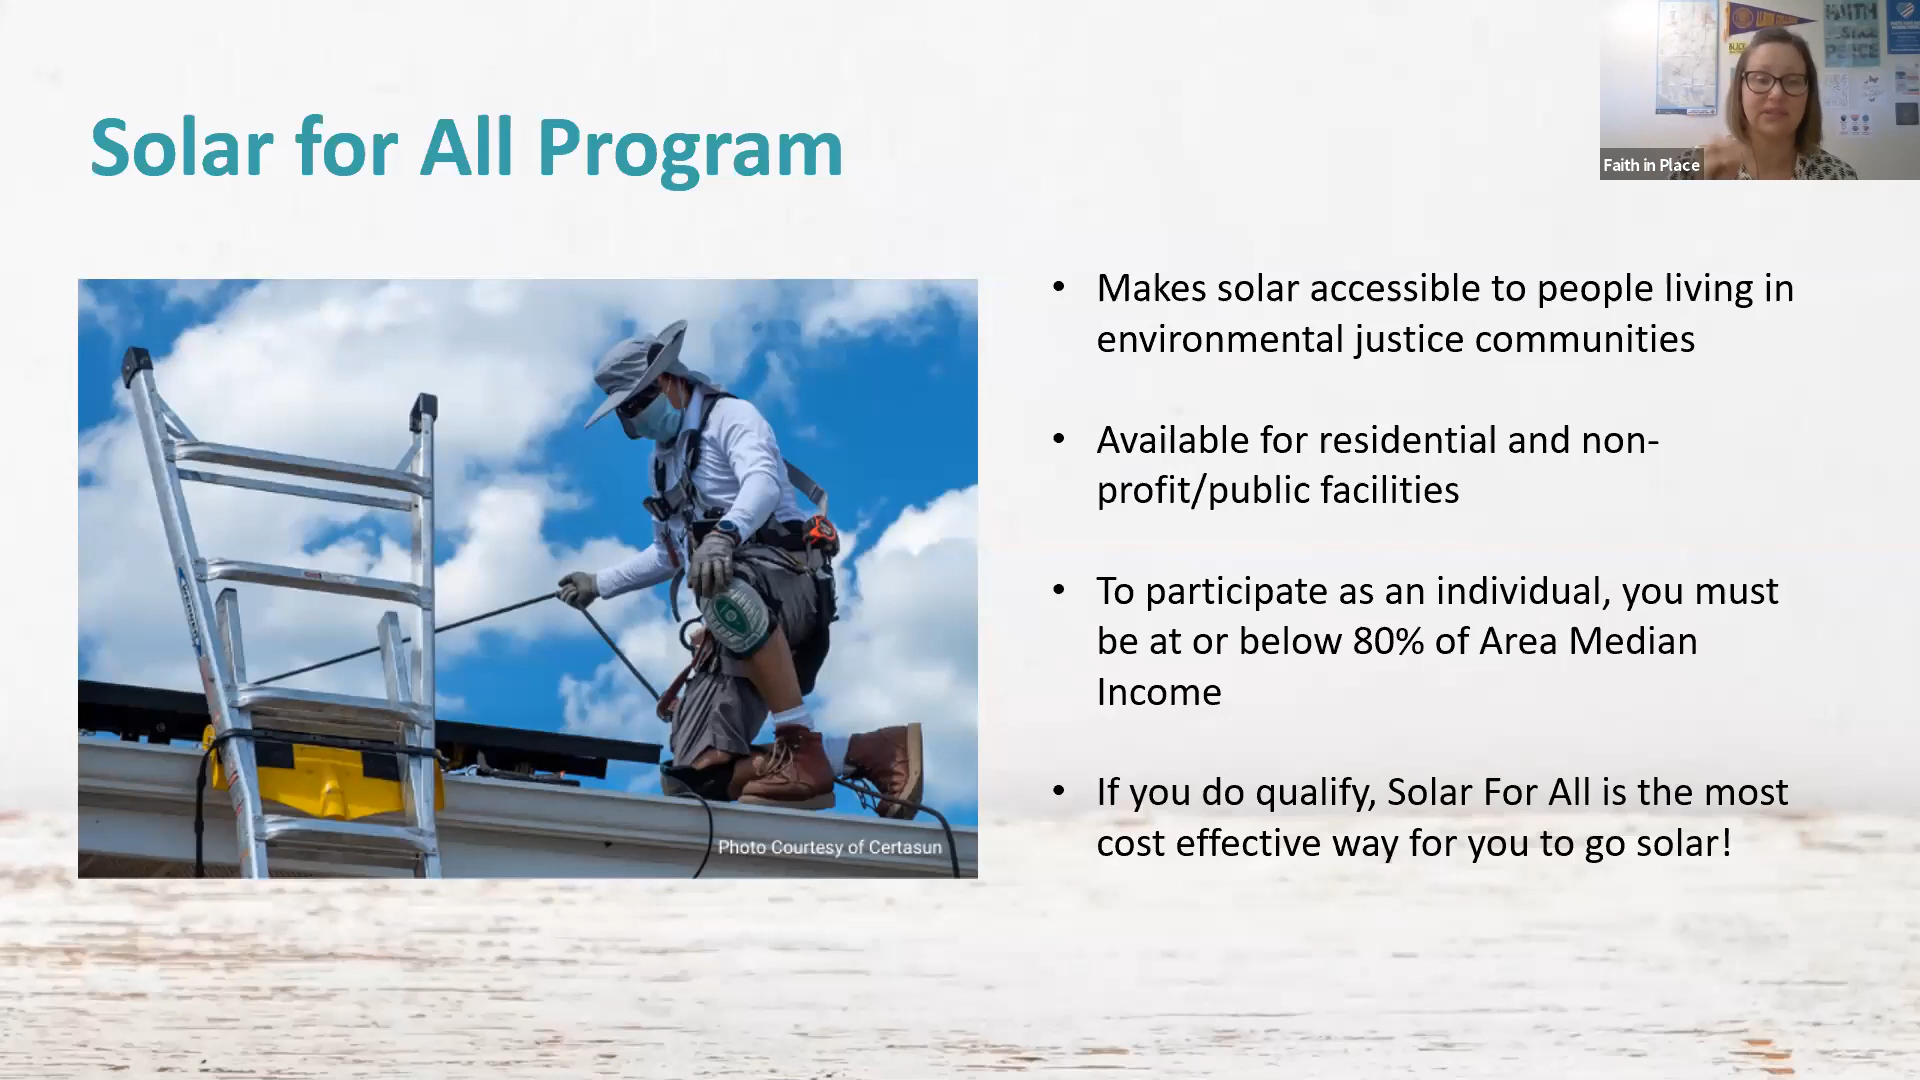 Solar for All Program
FAITH
PEACE
Faith in Place
• Makes solar accessible to people living in
environmental justice communities
• Available for residential and non-
profit/public facilities
• To participate as an individual, you must
be at or below 80% of Area Median
Income
• If you do qualify, Solar For All is the most
cost effective way for you to go solar!
Photo Courtesy of Certasun